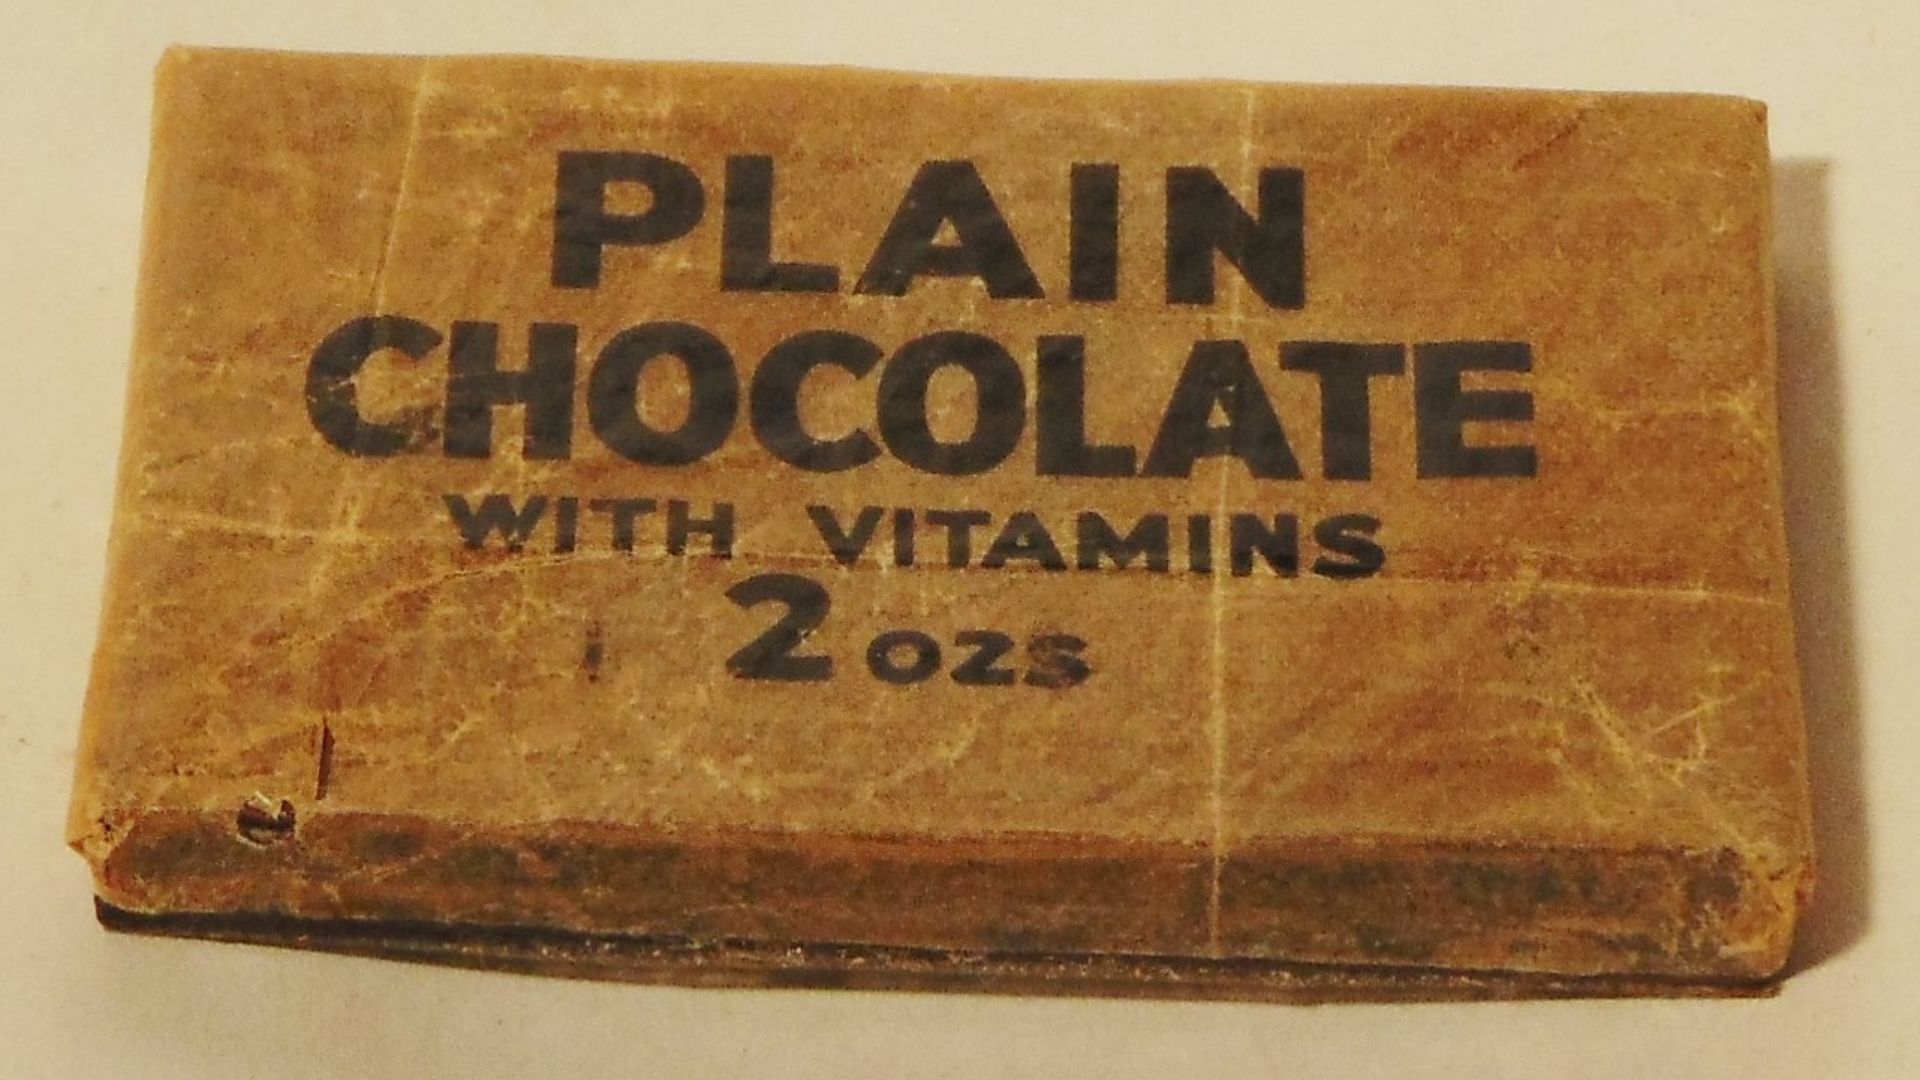 PLAIN
CHOCOLATE
WITH VITAMINS
2 OZS